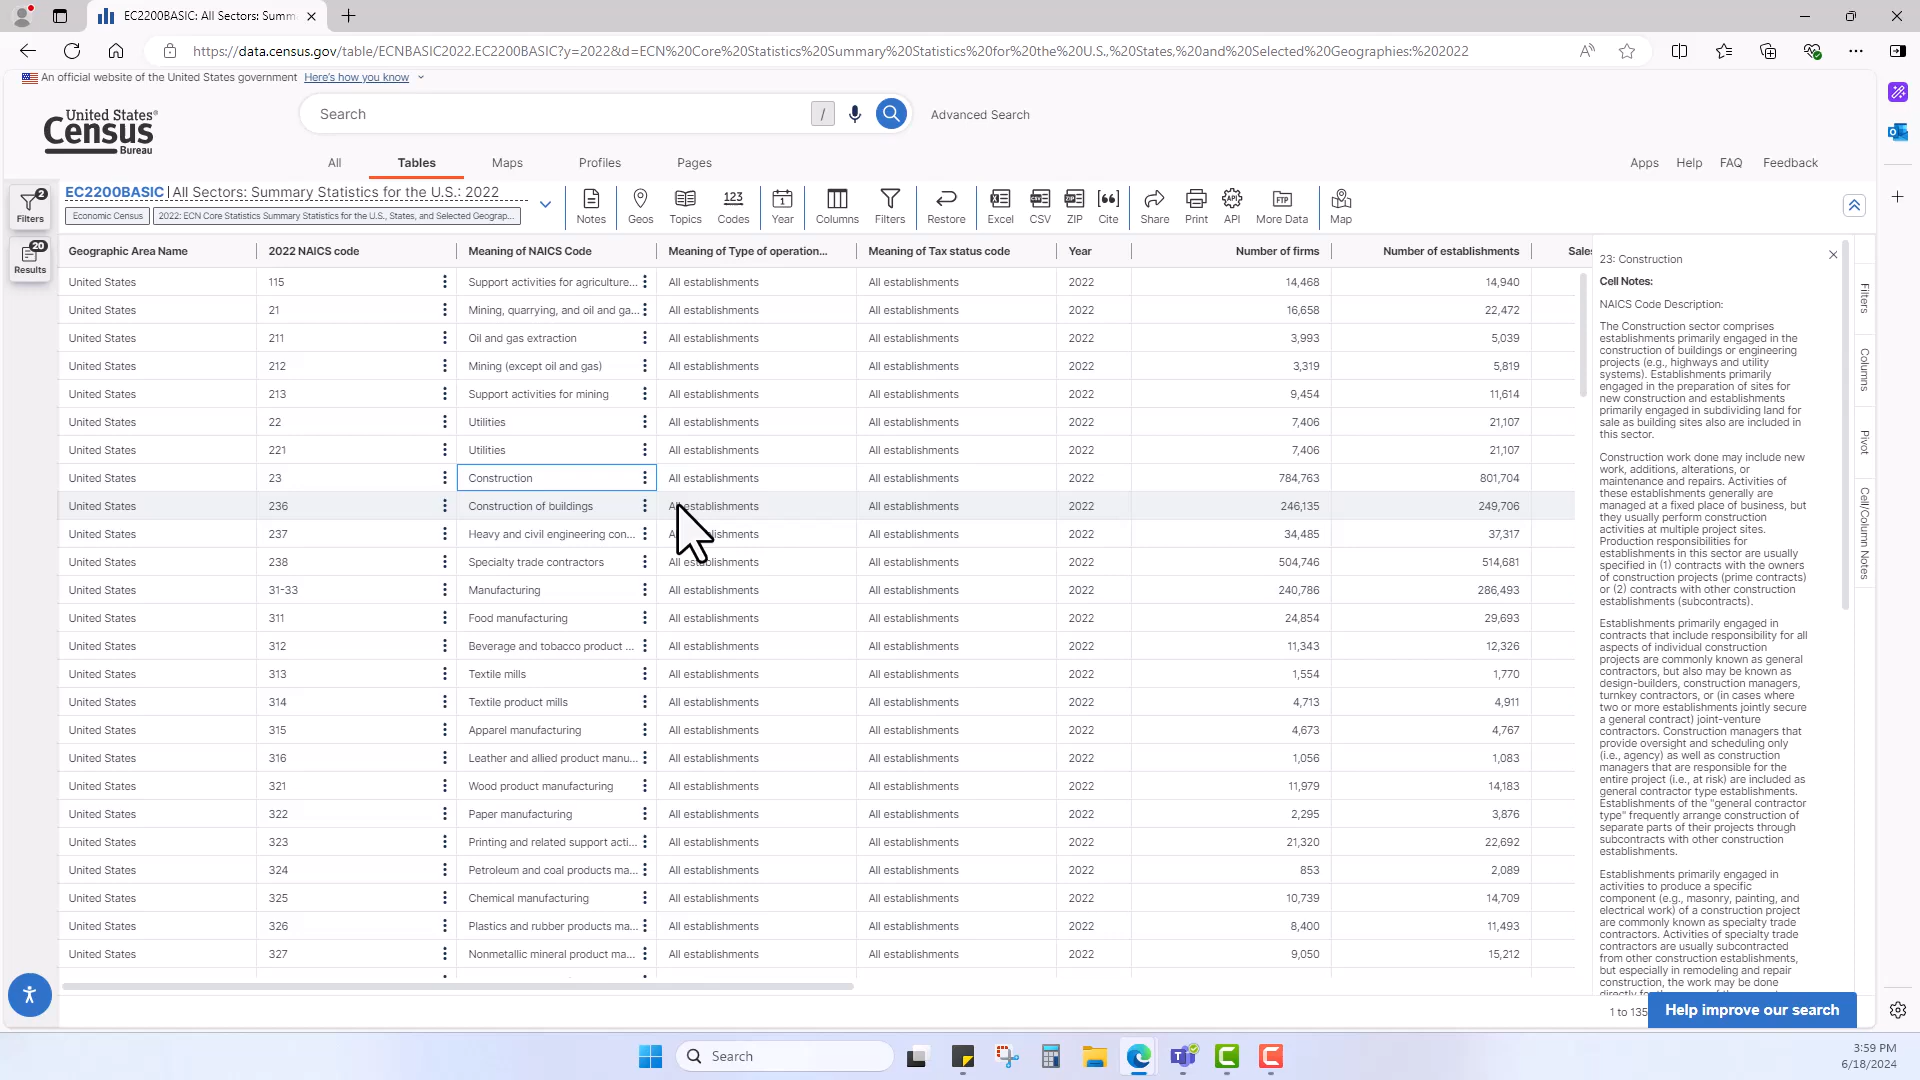 EC2200BASIC: All Sectors: Summ
https://data.census.gov/table/ECNBASIC2022.EC2200BASIC?y=2022&d=ECN%20Core%20Statistics%20Summary%20Statistics%20for%20the%20U.S.,%20States,%20and%20Selected%20Geographies:%202022
An official website of the United States government Here's how you know
United States®
Census
Bureau
Search / Advanced Search
All Tables Maps Profiles Pages Apps Help FAQ Feedback
2
Filters
20
Results
EC2200BASIC | All Sectors: Summary Statistics for the U.S.: 2022
Economic Census 2022: ECN Core Statistics Summary Statistics for the U.S., States, and Selected Geograp...
Notes Geos Topics 123 Codes 1 Year Columns Filters Restore Excel CSV ZIP Cite Share Print API FTP More Data Map
Geographic Area Name 2022 NAICS code Meaning of NAICS Code Meaning of Type of operation... Meaning of Tax status code Year Number of firms Number of establishments Sales
United States 115 Support activities for agriculture... All establishments All establishments 2022 14,468 14,940
United States 21 Mining, quarrying, and oil and ga... All establishments All establishments 2022 16,658 22,472
United States 211 Oil and gas extraction All establishments All establishments 2022 3,993 5,039
United States 212 Mining (except oil and gas) All establishments All establishments 2022 3,319 5,819
United States 213 Support activities for mining All establishments All establishments 2022 9,454 11,614
United States 22 Utilities All establishments All establishments 2022 7,406 21,107
United States 221 Utilities All establishments All establishments 2022 7,406 21,107
United States 23 Construction All establishments All establishments 2022 784,763 801,704
United States 236 Construction of buildings All establishments All establishments 2022 246,135 249,706
United States 237 Heavy and civil engineering con... All establishments All establishments 2022 34,485 37,317
United States 238 Specialty trade contractors All establishments All establishments 2022 504,746 514,681
United States 31-33 Manufacturing All establishments All establishments 2022 240,786 286,493
United States 311 Food manufacturing All establishments All establishments 2022 24,854 29,693
United States 312 Beverage and tobacco product ... All establishments All establishments 2022 11,343 12,326
United States 313 Textile mills All establishments All establishments 2022 1,554 1,770
United States 314 Textile product mills All establishments All establishments 2022 4,713 4,911
United States 315 Apparel manufacturing All establishments All establishments 2022 4,673 4,767
United States 316 Leather and allied product manu... All establishments All establishments 2022 1,056 1,083
United States 321 Wood product manufacturing All establishments All establishments 2022 11,979 14,183
United States 322 Paper manufacturing All establishments All establishments 2022 2,295 3,876
United States 323 Printing and related support acti... All establishments All establishments 2022 21,320 22,692
United States 324 Petroleum and coal products ma... All establishments All establishments 2022 853 2,089
United States 325 Chemical manufacturing All establishments All establishments 2022 10,739 14,709
United States 326 Plastics and rubber products ma... All establishments All establishments 2022 8,400 11,493
United States 327 Nonmetallic mineral product ma... All establishments All establishments 2022 9,050 15,212
23: Construction
Cell Notes:
NAICS Code Description:
The Construction sector comprises
establishments primarily engaged in the
construction of buildings or engineering
projects (e.g., highways and utility
systems). Establishments primarily
engaged in the preparation of sites for
new construction and establishments
primarily engaged in subdividing land for
sale as building sites also are included in
this sector.
Construction work done may include new
work, additions, alterations, or
maintenance and repairs. Activities of
these establishments generally are
managed at a fixed place of business, but
they usually perform construction
activities at multiple project sites.
Production responsibilities for
establishments in this sector are usually
specified in (1) contracts with the owners
of construction projects (prime contracts)
or (2) contracts with other construction
establishments (subcontracts).
Establishments primarily engaged in
contracts that include responsibility for all
aspects of individual construction
projects are commonly known as general
contractors, but also may be known as
design-builders, construction managers,
turnkey contractors, or (in cases where
two or more establishments jointly secure
a general contract) joint-venture
contractors. Construction managers that
provide oversight and scheduling only
(i.e., agency) as well as construction
managers that are responsible for the
entire project (i.e., at risk) are included as
general contractor type establishments.
Establishments of the "general contractor
type" frequently arrange construction of
separate parts of their projects through
subcontracts with other construction
establishments.
Establishments primarily engaged in
activities to produce a specific
component (e.g., masonry, painting, and
electrical work) of a construction project
are commonly known as specialty trade
contractors. Activities of specialty trade
contractors are usually subcontracted
from other construction establishments,
but especially in remodeling and repair
construction, the work may be done
Filters
Columns
Pivot
Cell/Column Notes
1 to 135
Help improve our search
Search
3:59 PM
6/18/2024